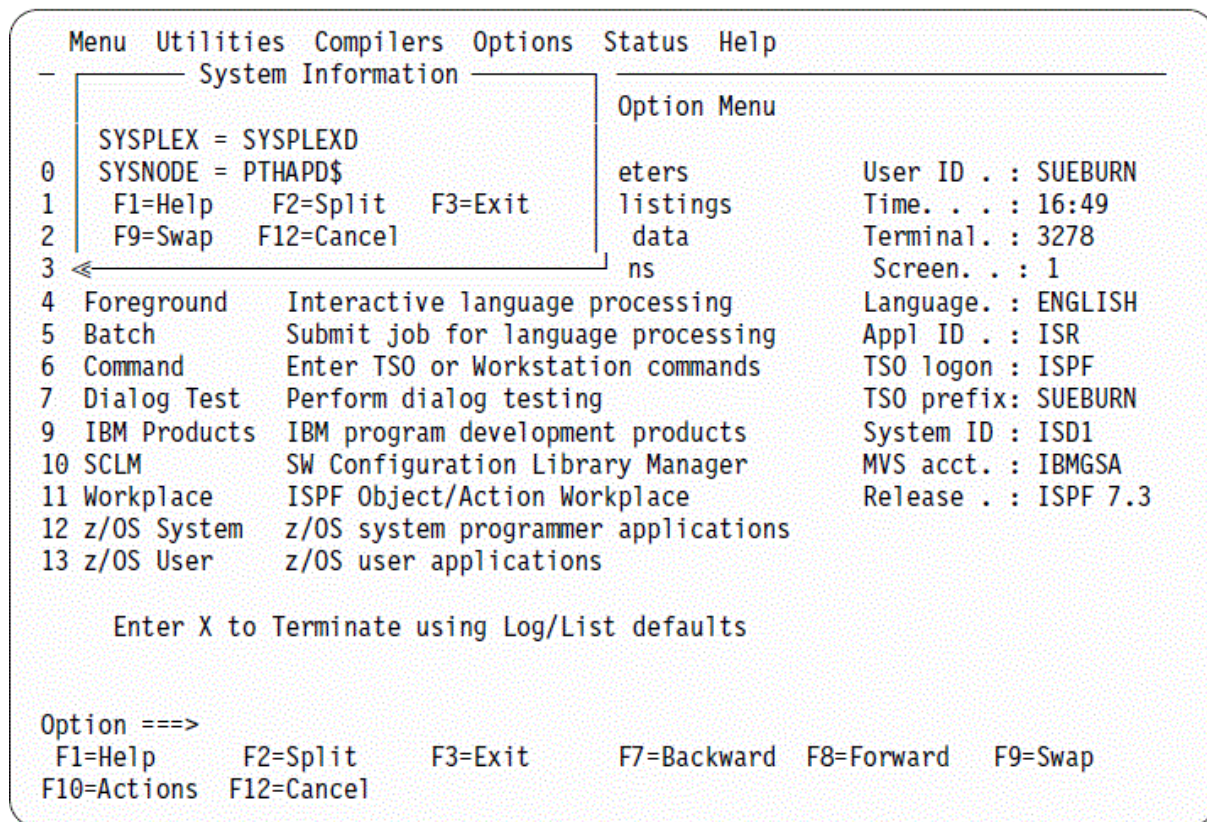 Menu  Utilities  Compilers  Options  Status  Help
System Information
Option Menu
SYSPLEX = SYSPLEXD
0  SYSNODE = PTHAPD$  eters  User ID . : SUEBURN
1  F1=Help  F2=Split  F3=Exit  listings  Time. . . : 16:49
2  F9=Swap  F12=Cancel  data  Terminal. : 3278
3  ns  Screen. . : 1
4  Foreground  Interactive language processing  Language. : ENGLISH
5  Batch  Submit job for language processing  Appl ID . : ISR
6  Command  Enter TSO or Workstation commands  TSO logon : ISPF
7  Dialog Test  Perform dialog testing  TSO prefix: SUEBURN
9  IBM Products  IBM program development products  System ID : ISD1
10 SCLM  SW Configuration Library Manager  MVS acct. : IBMGSA
11 Workplace  ISPF Object/Action Workplace  Release . : ISPF 7.3
12 z/OS System  z/OS system programmer applications
13 z/OS User  z/OS user applications
Enter X to Terminate using Log/List defaults
Option ===>
F1=Help  F2=Split  F3=Exit  F7=Backward  F8=Forward  F9=Swap
F10=Actions  F12=Cancel